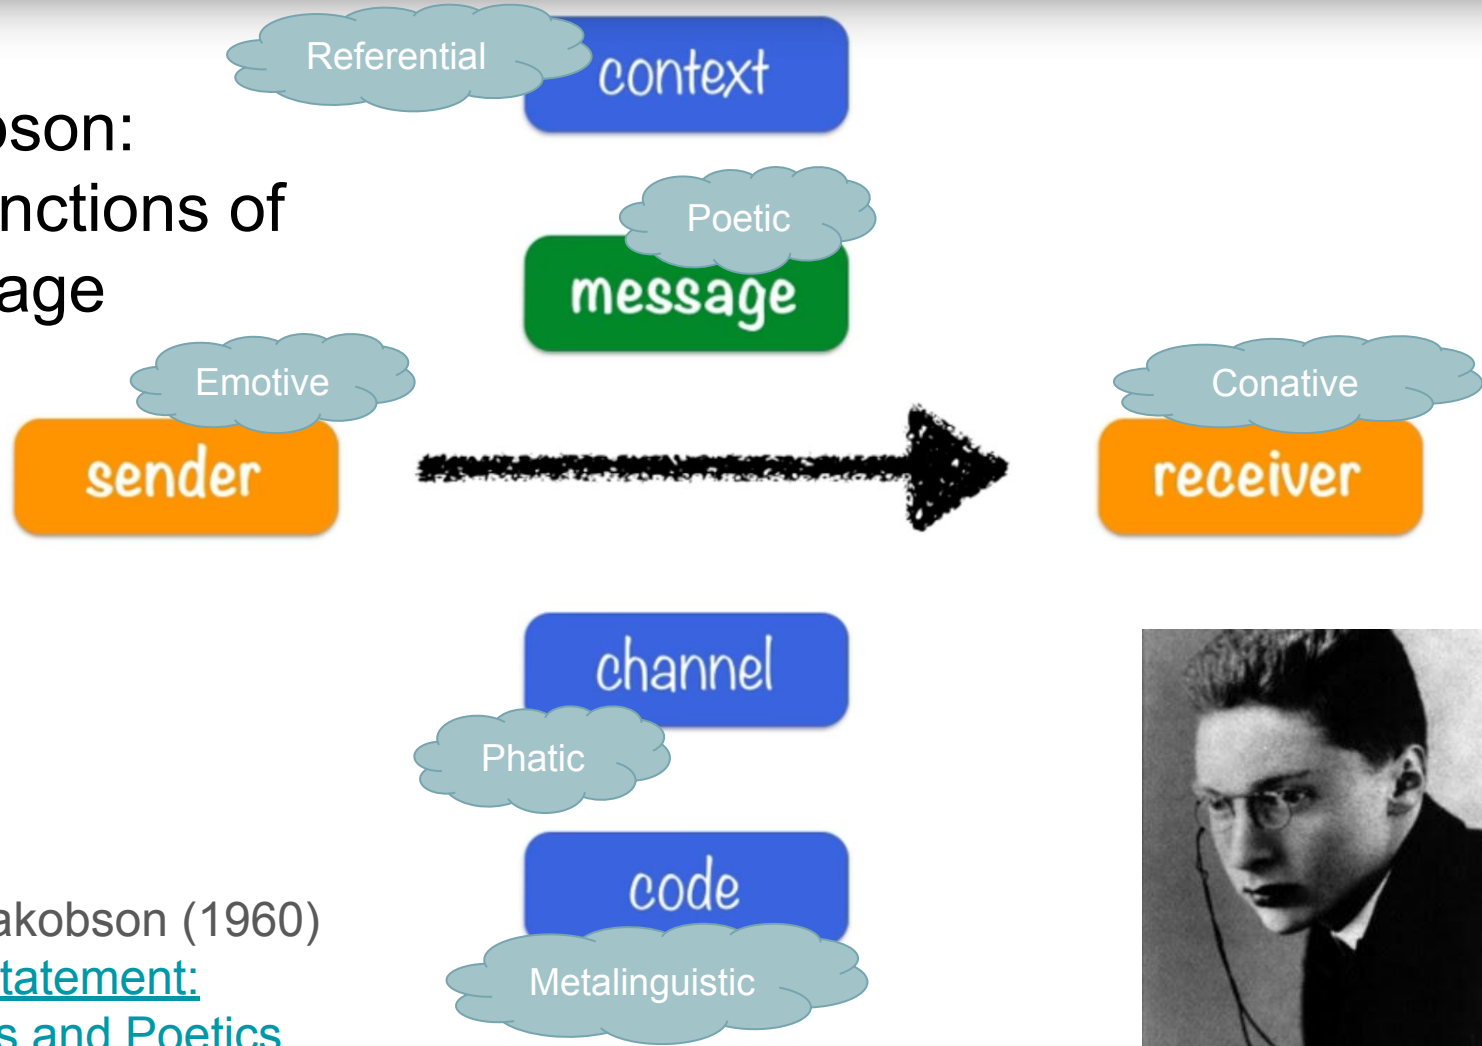 Referential
context
oson:
Poetic
nctions of
message
age
Emotive
Conative
sender
receiver
channel
Phatic
code
akobson (1960)
tatement:
Metalinguistic
s and Poetics